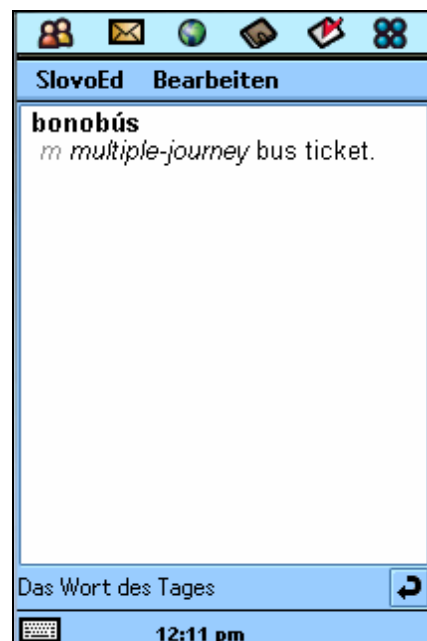 SlovoEd Bearbeiten
bonobús
m multiple-journey bus ticket.
Das Wort des Tages
12:11 pm